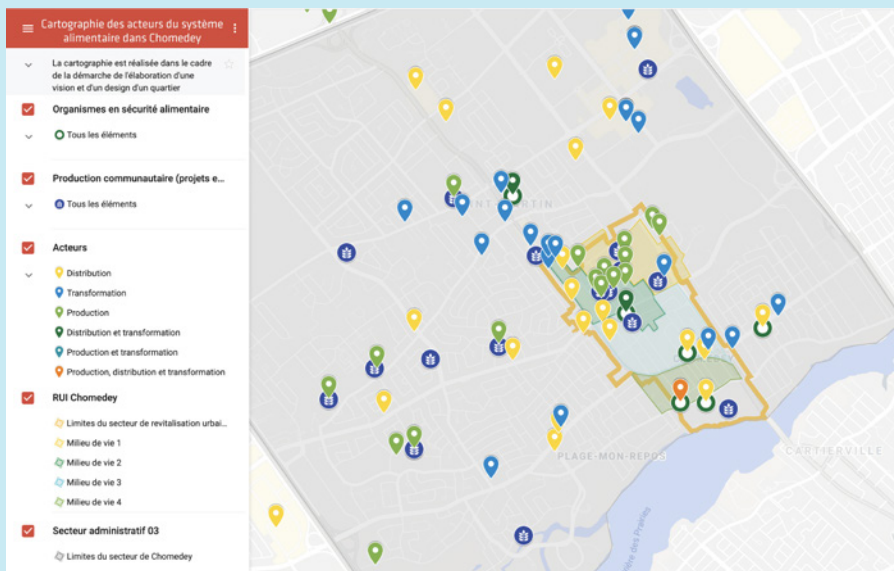 Cartographie des acteurs du système
alimentaire dans Chomedey
La cartographie est réalisée dans le cadre
de la démarche de l'élaboration d'une
vision et d'un design d'un quartier
Organismes en sécurité alimentaire
Tous les éléments
Production communautaire (projets e...
Tous les éléments
Acteurs
Distribution
Transformation
Production
Distribution et transformation
Production et transformation
Production, distribution et transformation
RUI Chomedey
Limites du secteur de revitalisation urbai...
Milieu de vie 1
Milieu de vie 2
Milieu de vie 3
Milieu de vie 4
Secteur administratif 03
Limites du secteur de Chomedey
PLAGE-MON-REPOS
CARTIERVILLE
des Prairies